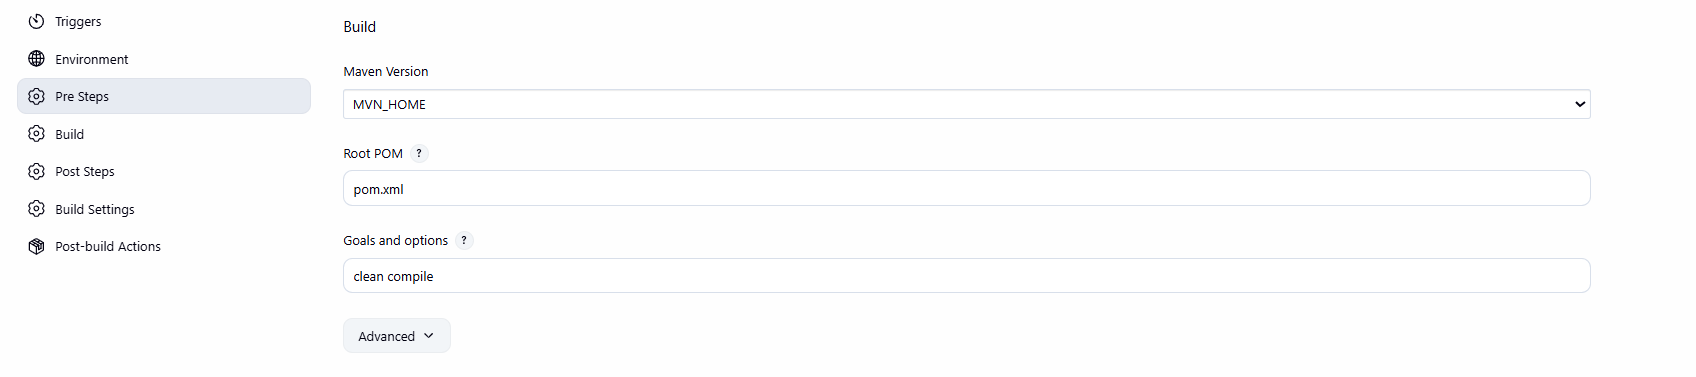 Triggers
Environment
Pre Steps
Build
Post Steps
Build Settings
Post-build Actions
Build
Maven Version
MVN_HOME
Root POM ?
pom.xml
Goals and options ?
clean compile
Advanced